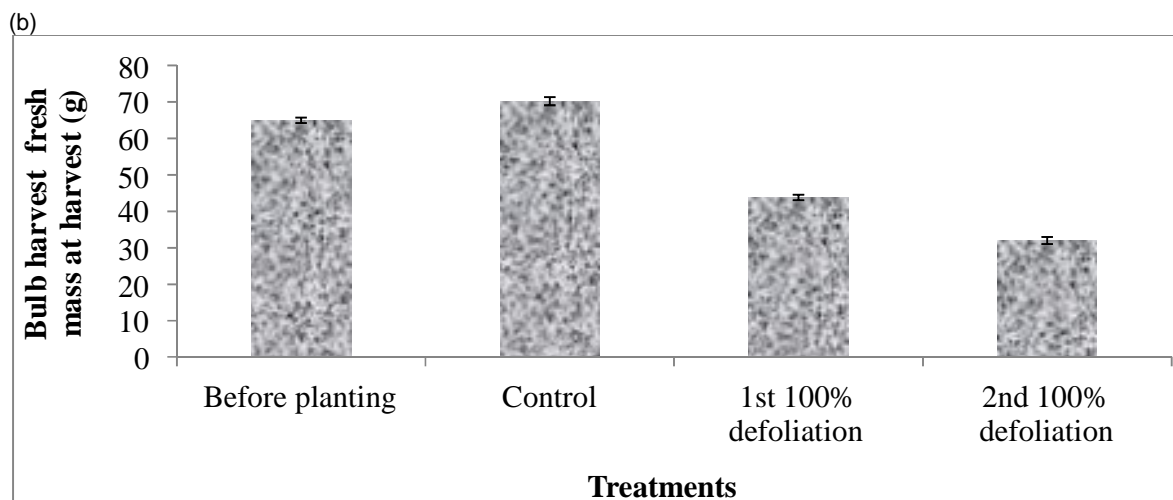 (b)
Bulb harvest fresh
mass at harvest (g)
80
70
60
50
40
30
20
10
0
Before planting
Control
1st 100%
defoliation
2nd 100%
defoliation
Treatments